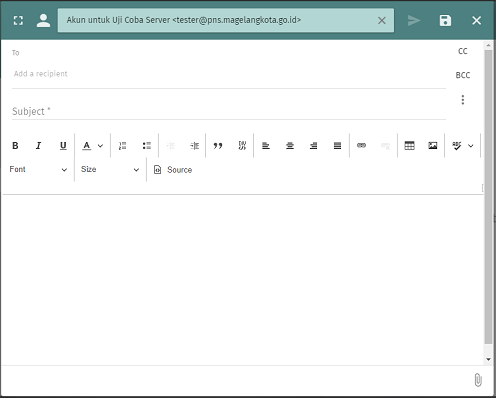 Akun untuk Uji Coba Server <tester@pns.magelangkota.go.id>
To
CC
Add a recipient
BCC
Subject *
B I U A
ABC
Font Size Source